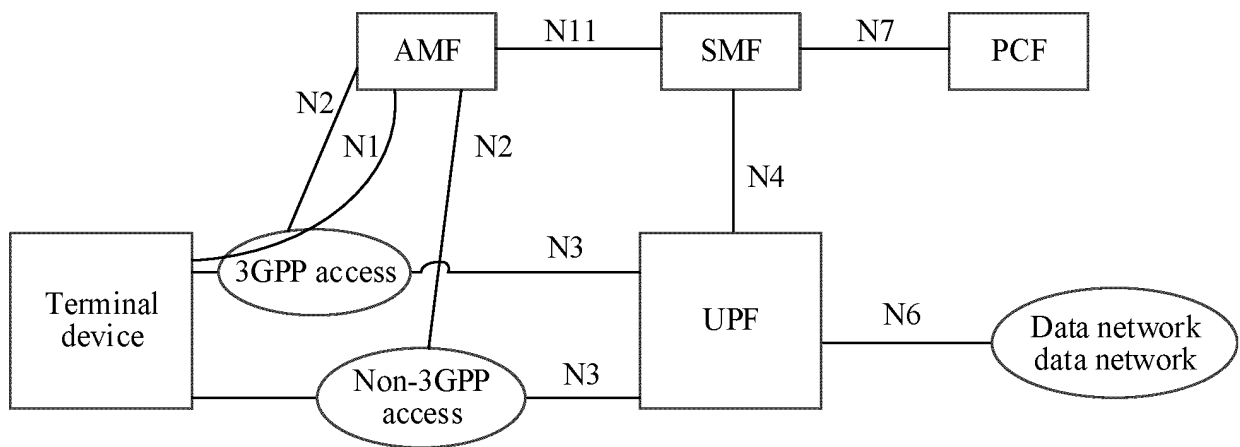 AMF
N11
SMF
N7
PCF
N2
N1
N2
N4
Terminal
device
3GPP access
N3
UPF
N6
Data network
data network
Non-3GPP
access
N3